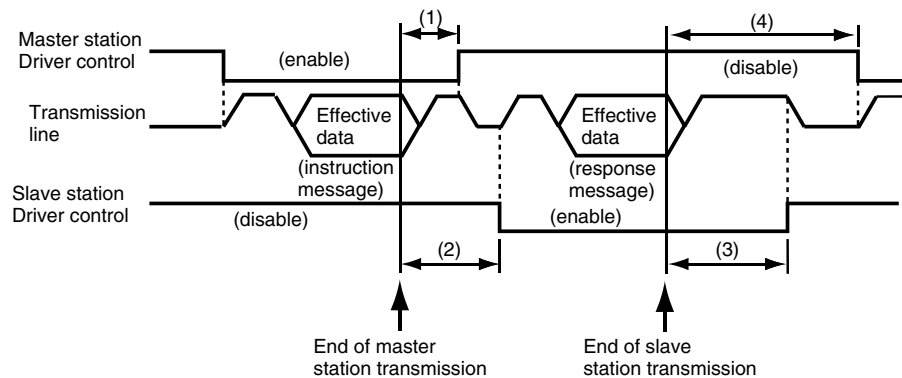 (1)
(4)
Master station
Driver control
(enable)
(disable)
Transmission
line
Effective
data
Effective
data
(instruction
message)
(response
message)
Slave station
Driver control
(disable)
(enable)
(2)
(3)
End of master
station transmission
End of slave
station transmission